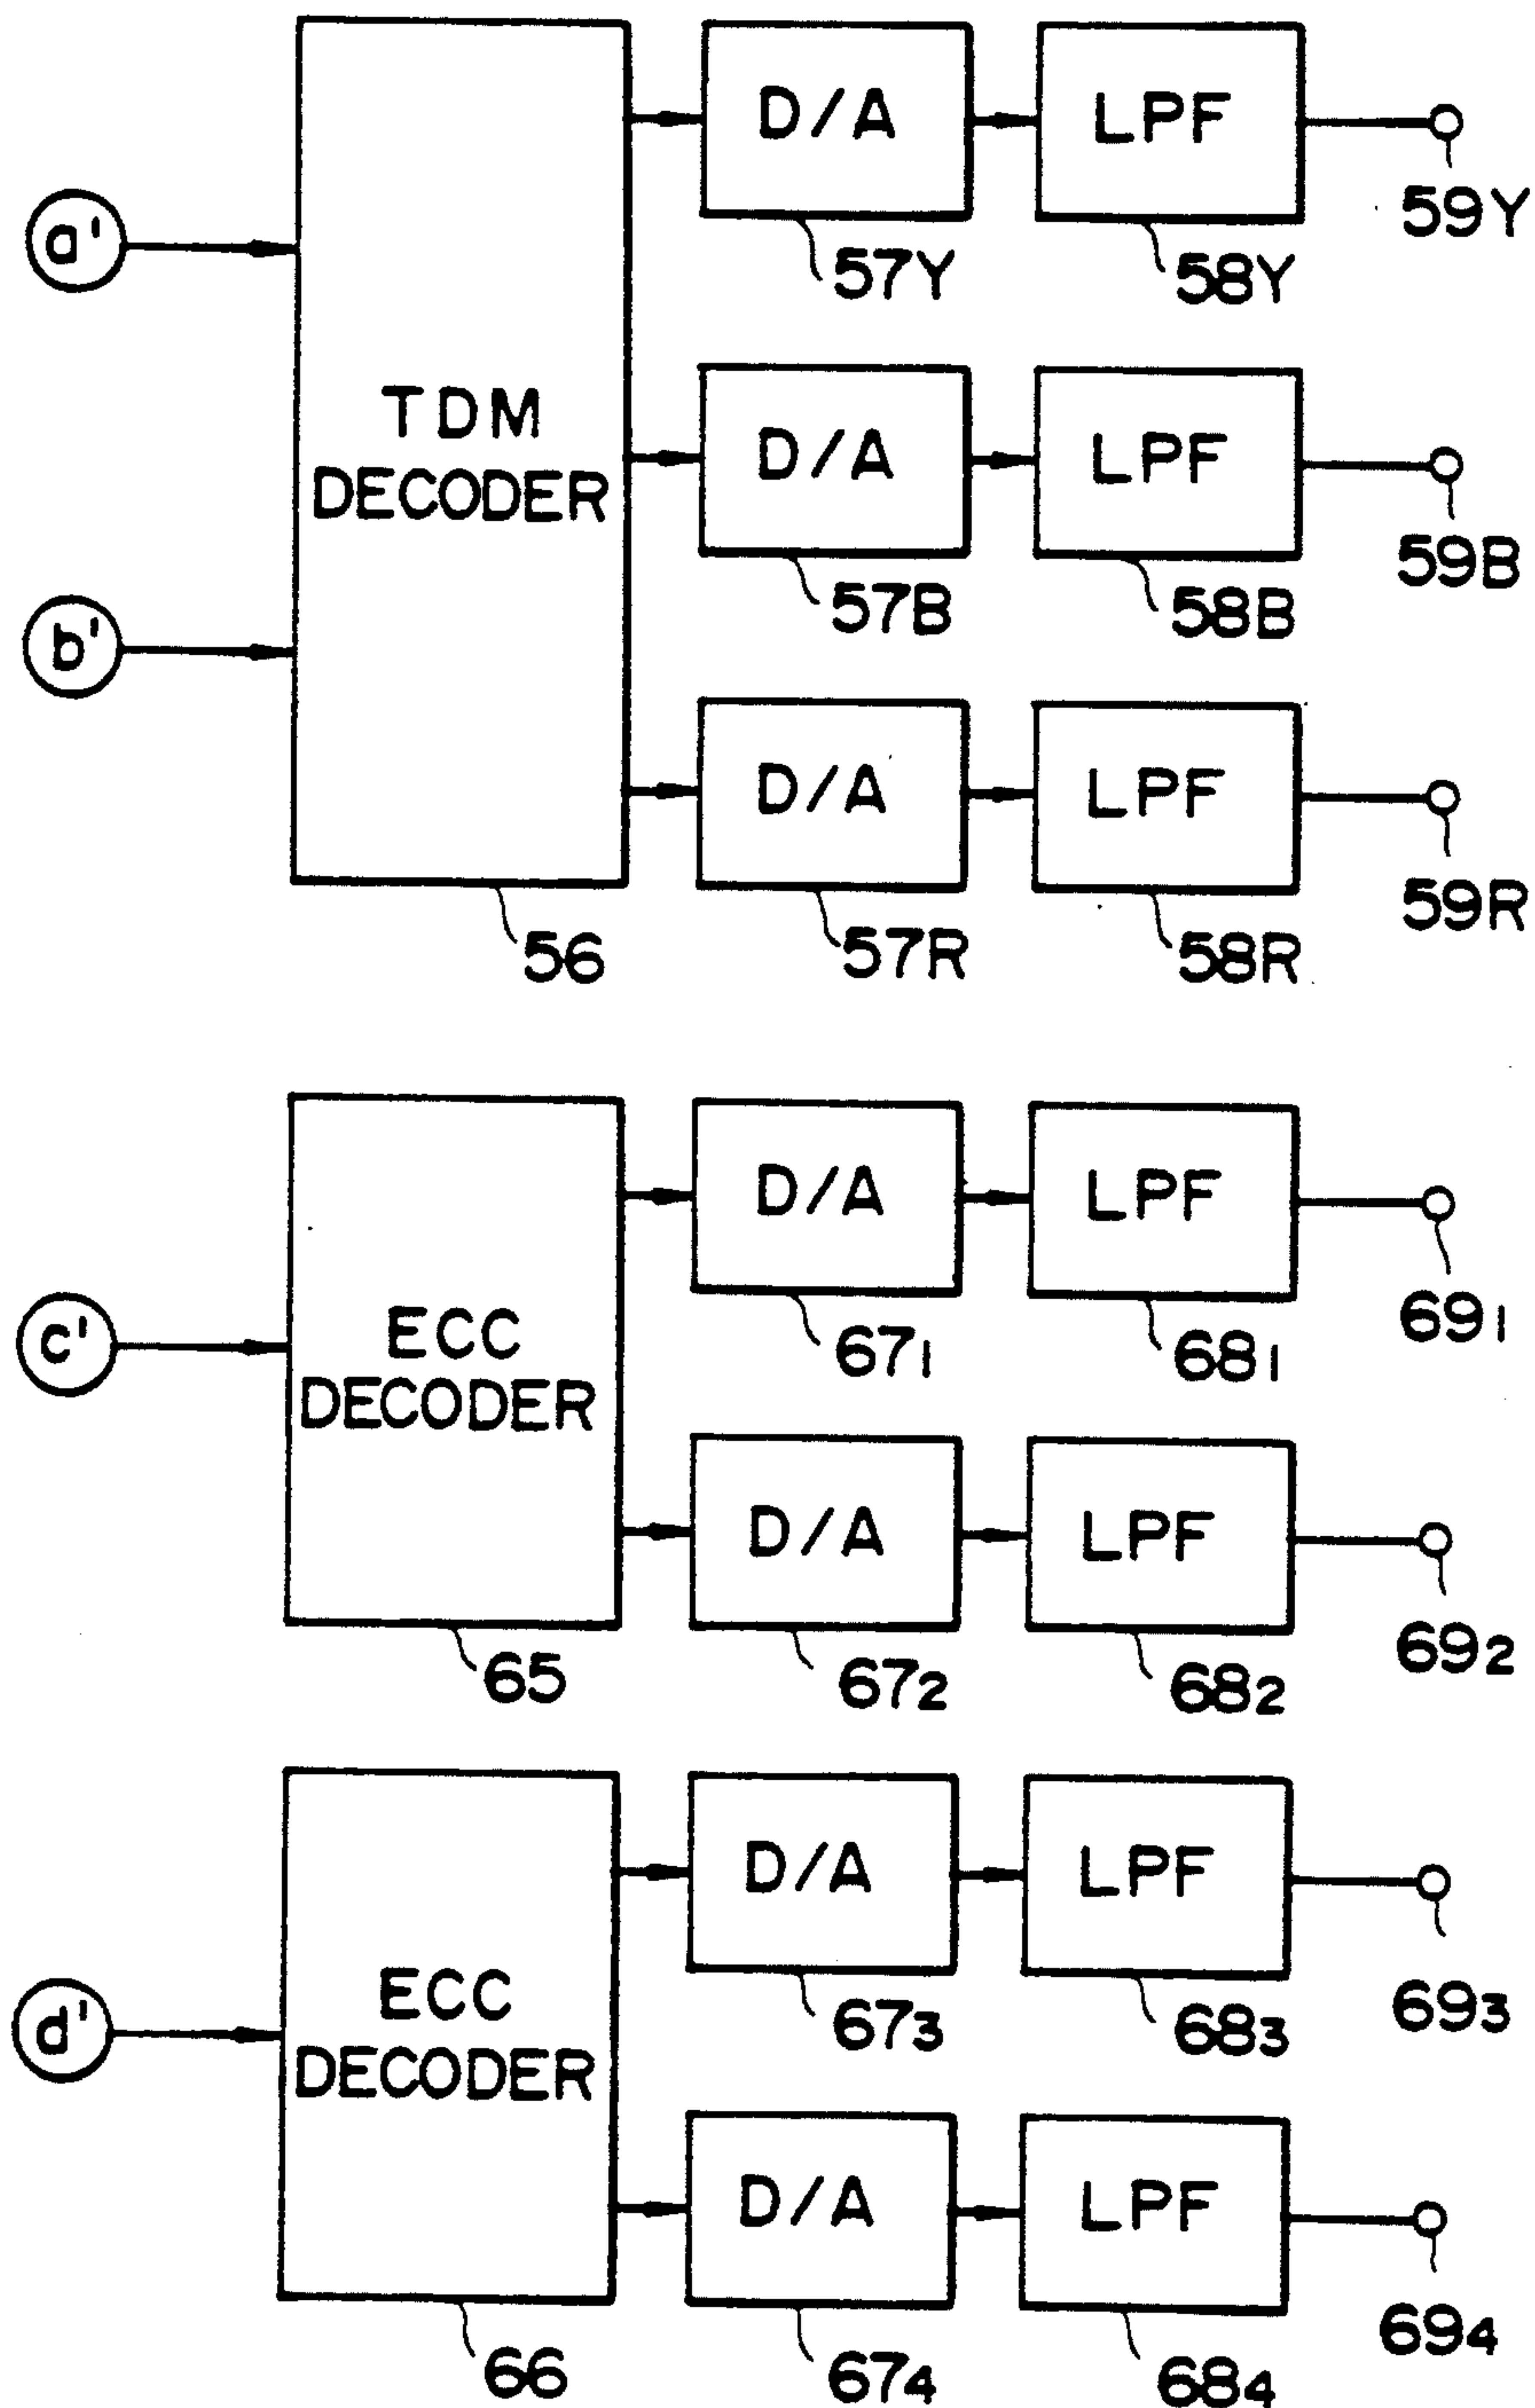 D/A
LPF
59Y
a'
57Y
58Y
TDM
DECODER
D/A
LPF
59B
57B
58B
b'
D/A
LPF
59R
57R
58R
56
D/A
LPF
69₁
c'
ECC
DECODER
67₁
68₁
D/A
LPF
69₂
65
67₂
68₂
D/A
LPF
69₃
d'
ECC
DECODER
67₃
68₃
D/A
LPF
69₄
66
67₄
68₄